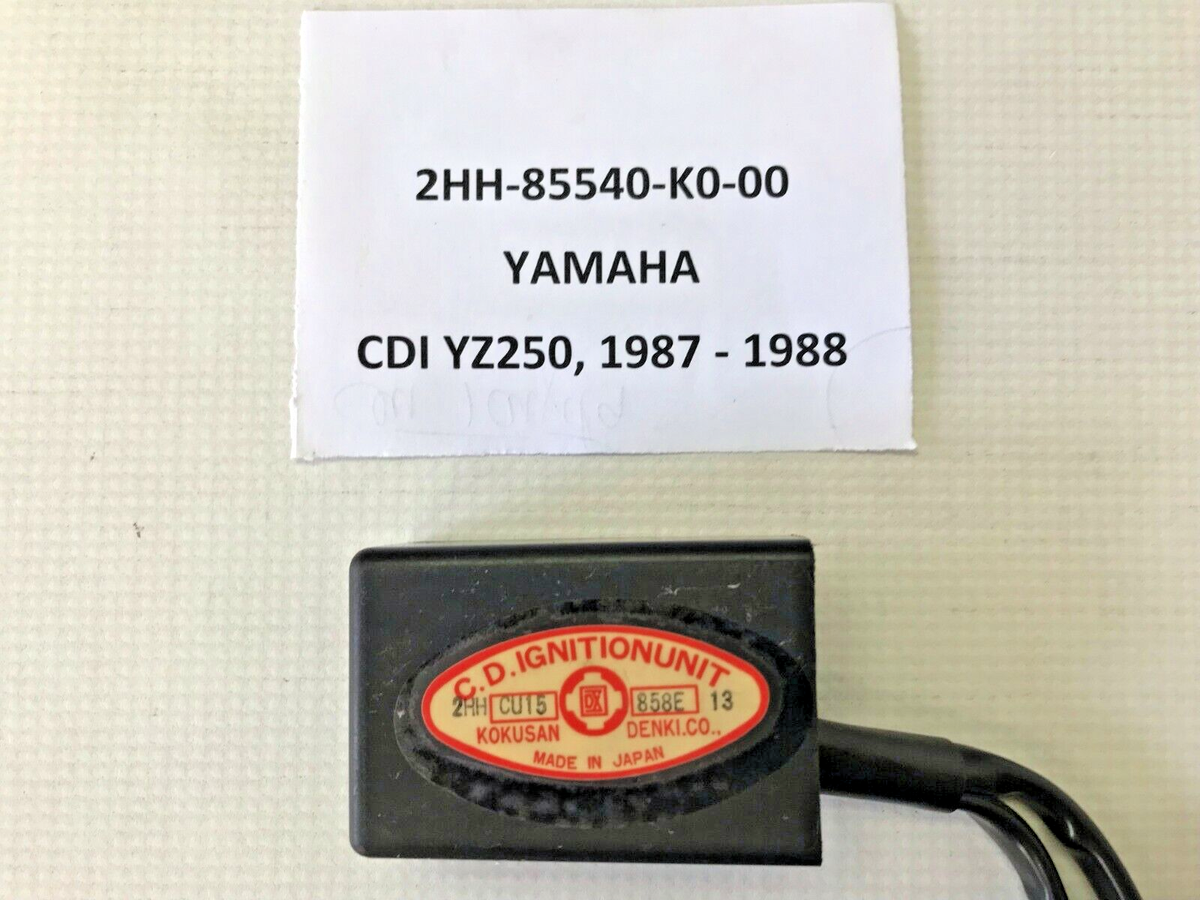 2HH-85540-K0-00
YAMAHA
CDI YZ250, 1987 - 1988
C.D.IGNITIONUNIT
2HH CU15 858E 13
KOKUSAN DENKI.CO.,
MADE IN JAPAN